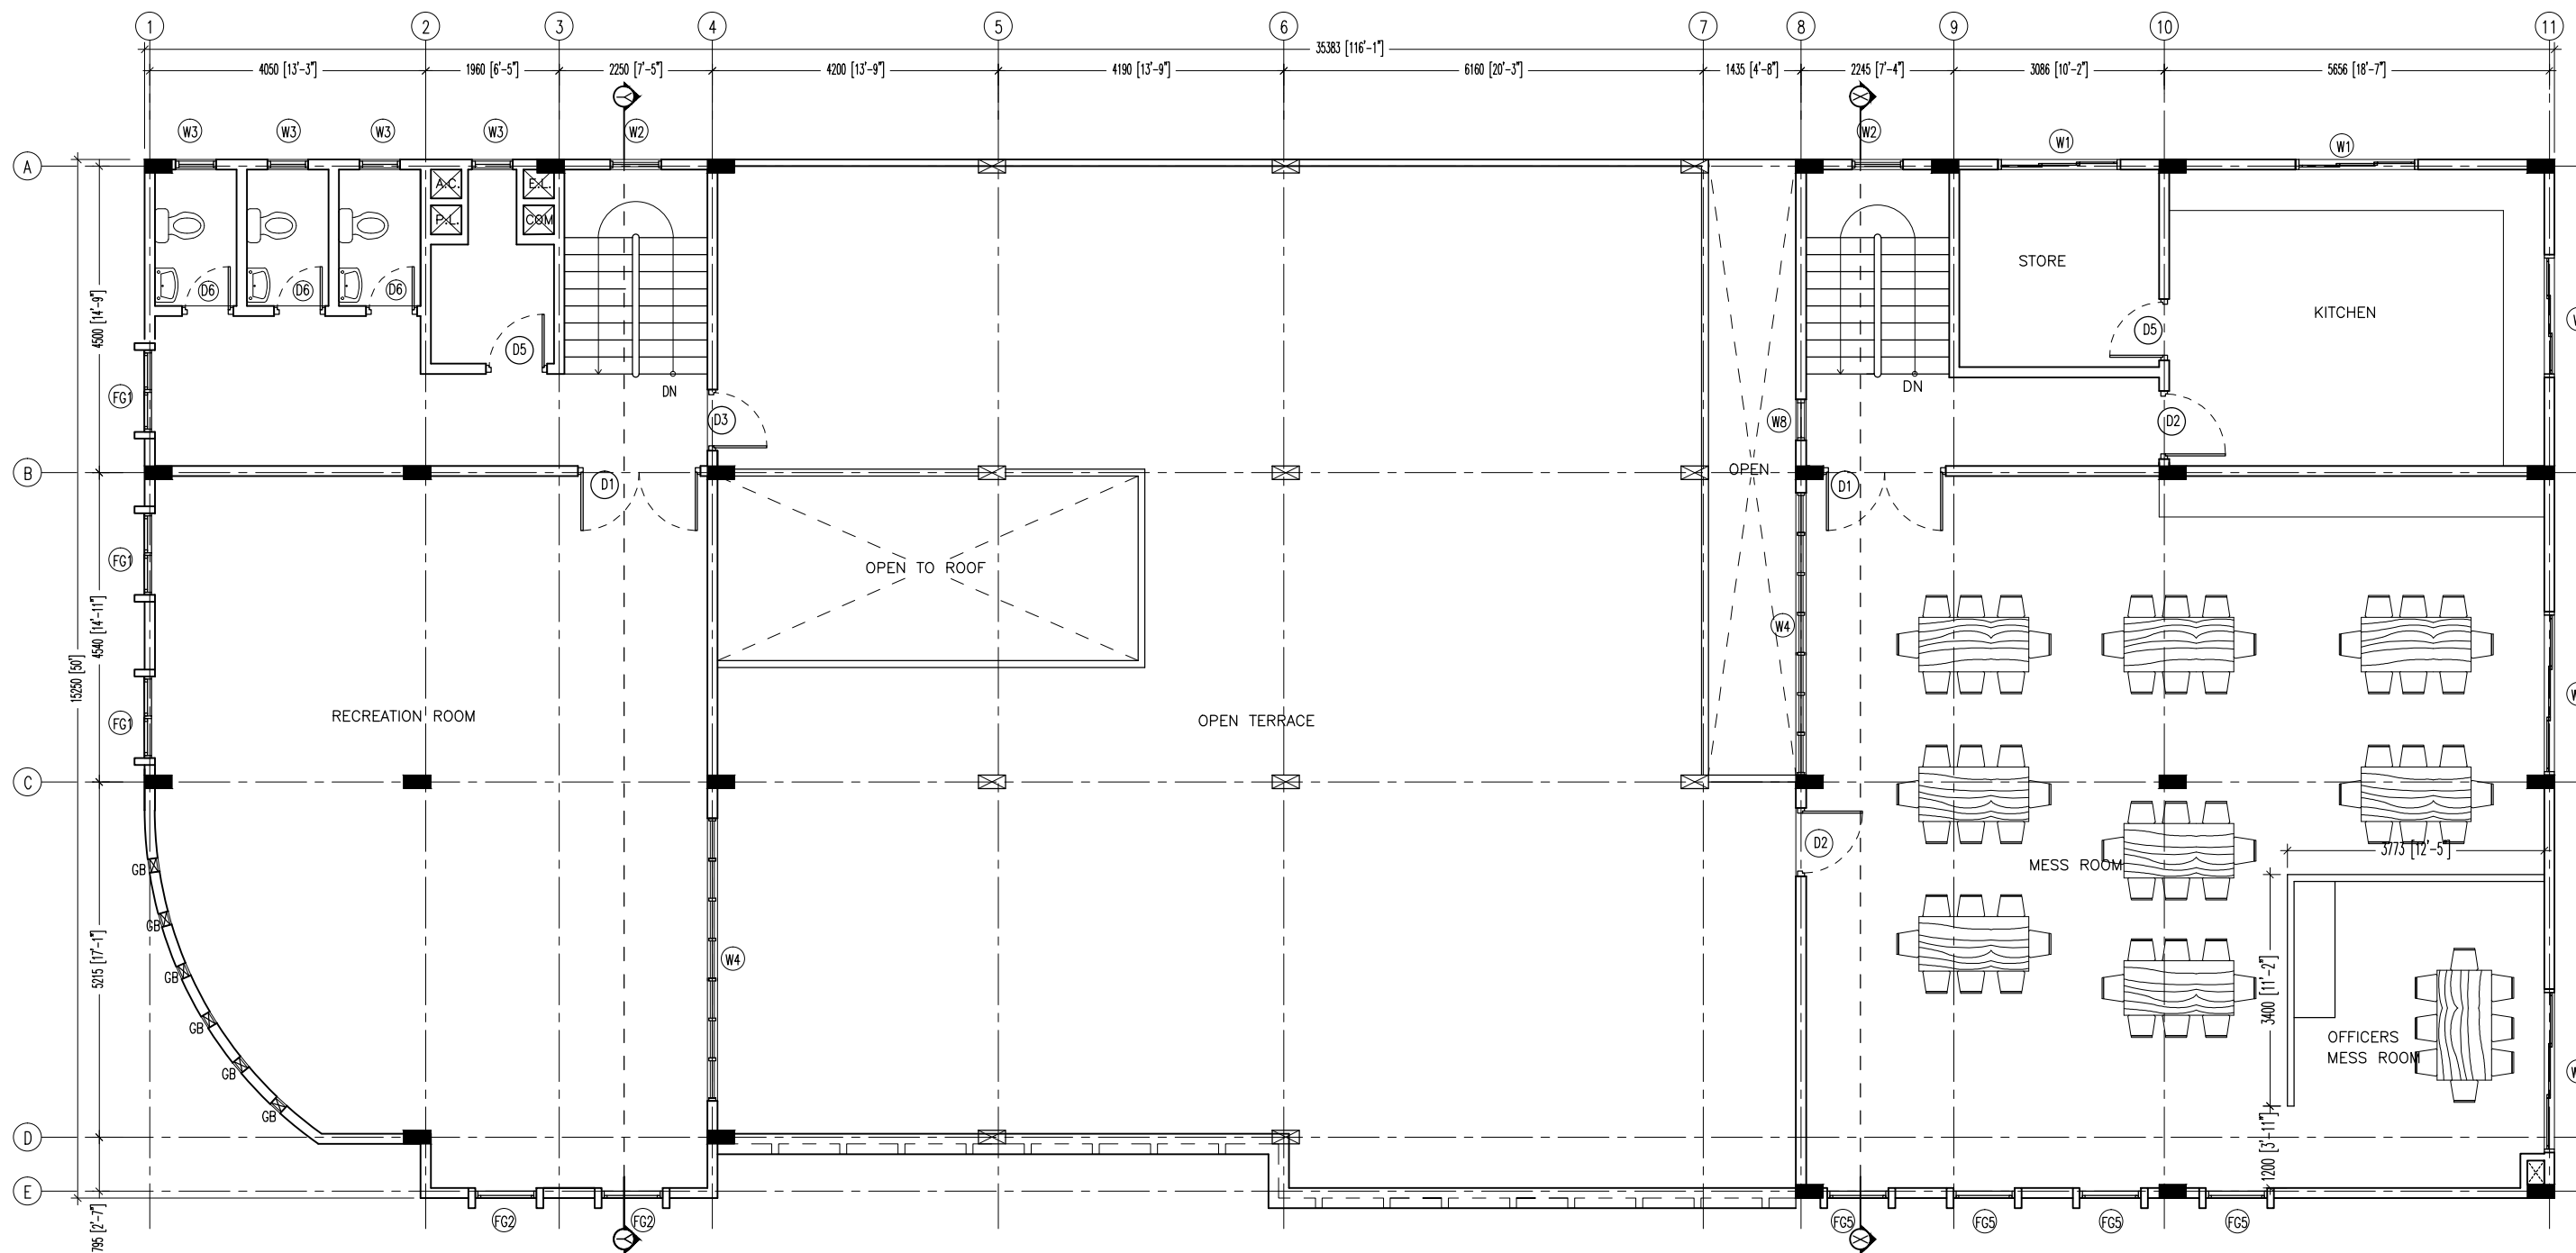 1 2 3 4 5 6 7 8 9 10 11
35383 [116'-1"]
4050 [13'-3"] 1960 [6'-5"] 2250 [7'-5"] 4200 [13'-9"] 4190 [13'-9"] 6160 [20'-3"] 1435 [4'-8"] 2245 [7'-4"] 3086 [10'-2"] 5656 [18'-7"]
Y X
W3 W3 W3 W3 W2 W2 W1 W1
A
A.C. E.L.
P.L. COM
STORE
D6 D6 D6
KITCHEN
4500 [14'-9"]
D5 D5
DN DN
FG1 D3 W8 D2
B
OPEN
D1 D1
FG1
OPEN TO ROOF
4540 [14'-11"]
W4
15250 [50']
RECREATION ROOM
OPEN TERRACE
FG1
C
D2
3773 [12'-5"]
GB
MESS ROOM
GB
W4
GB
5215 [17'-1"]
3400 [11'-2"]
GB
OFFICERS
MESS ROOM
GB
GB
D
1200 [3'-11"]
E
795 [2'-7"]
FG2 FG2 FG5 FG5 FG5 FG5
Y X